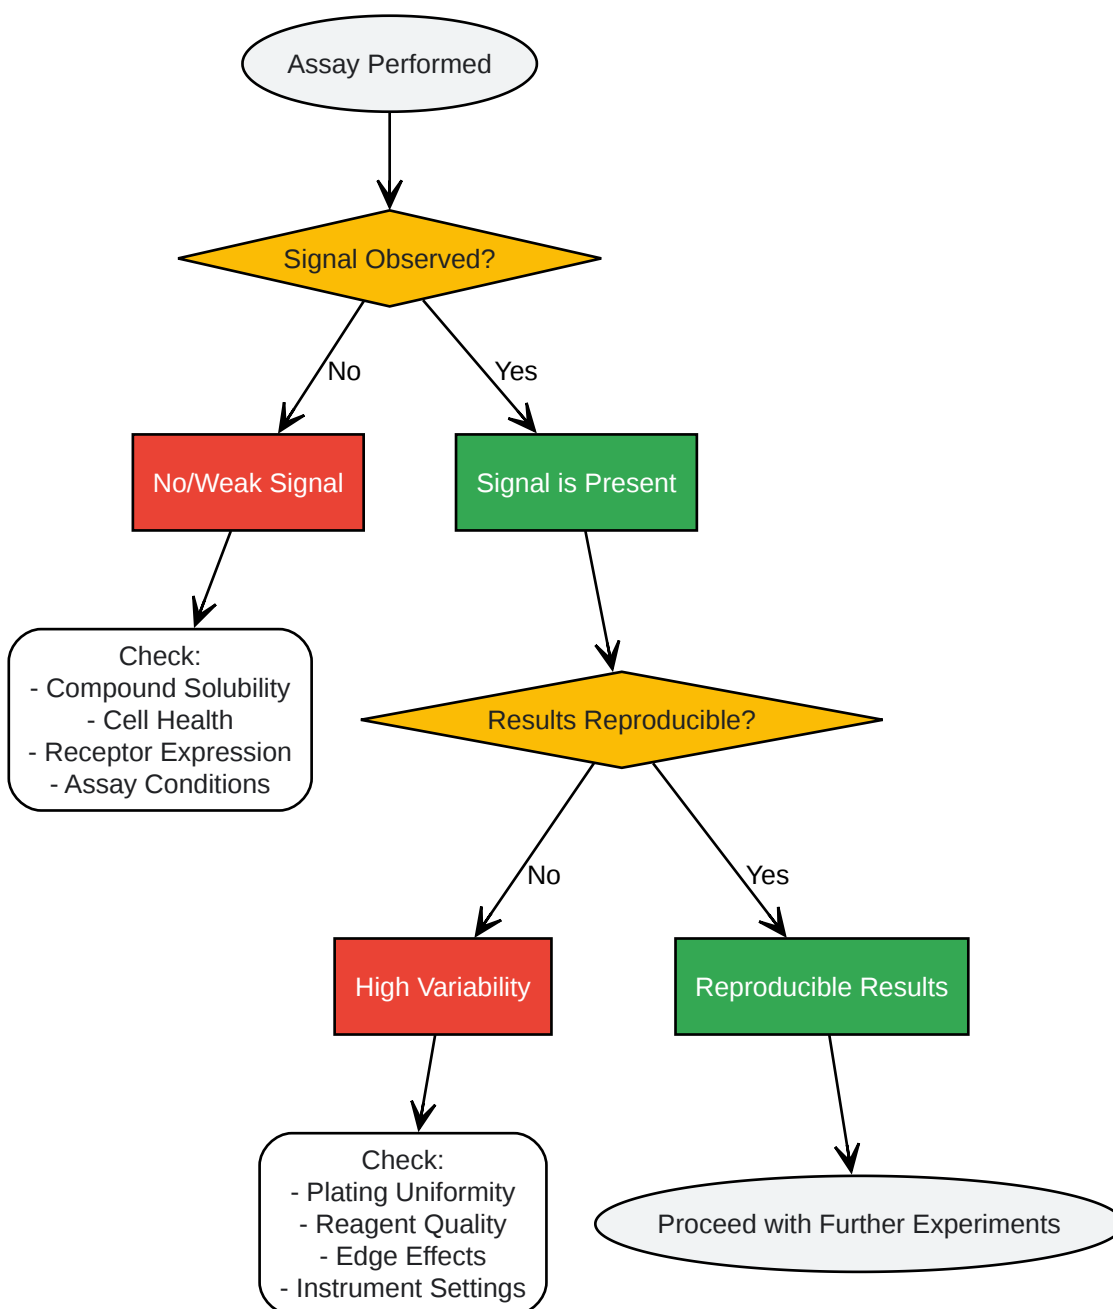 Assay Performed
Signal Observed?
No
Yes
No/Weak Signal
Signal is Present
Check:
- Compound Solubility
- Cell Health
- Receptor Expression
- Assay Conditions
Results Reproducible?
No
Yes
High Variability
Reproducible Results
Check:
- Plating Uniformity
- Reagent Quality
- Edge Effects
- Instrument Settings
Proceed with Further Experiments